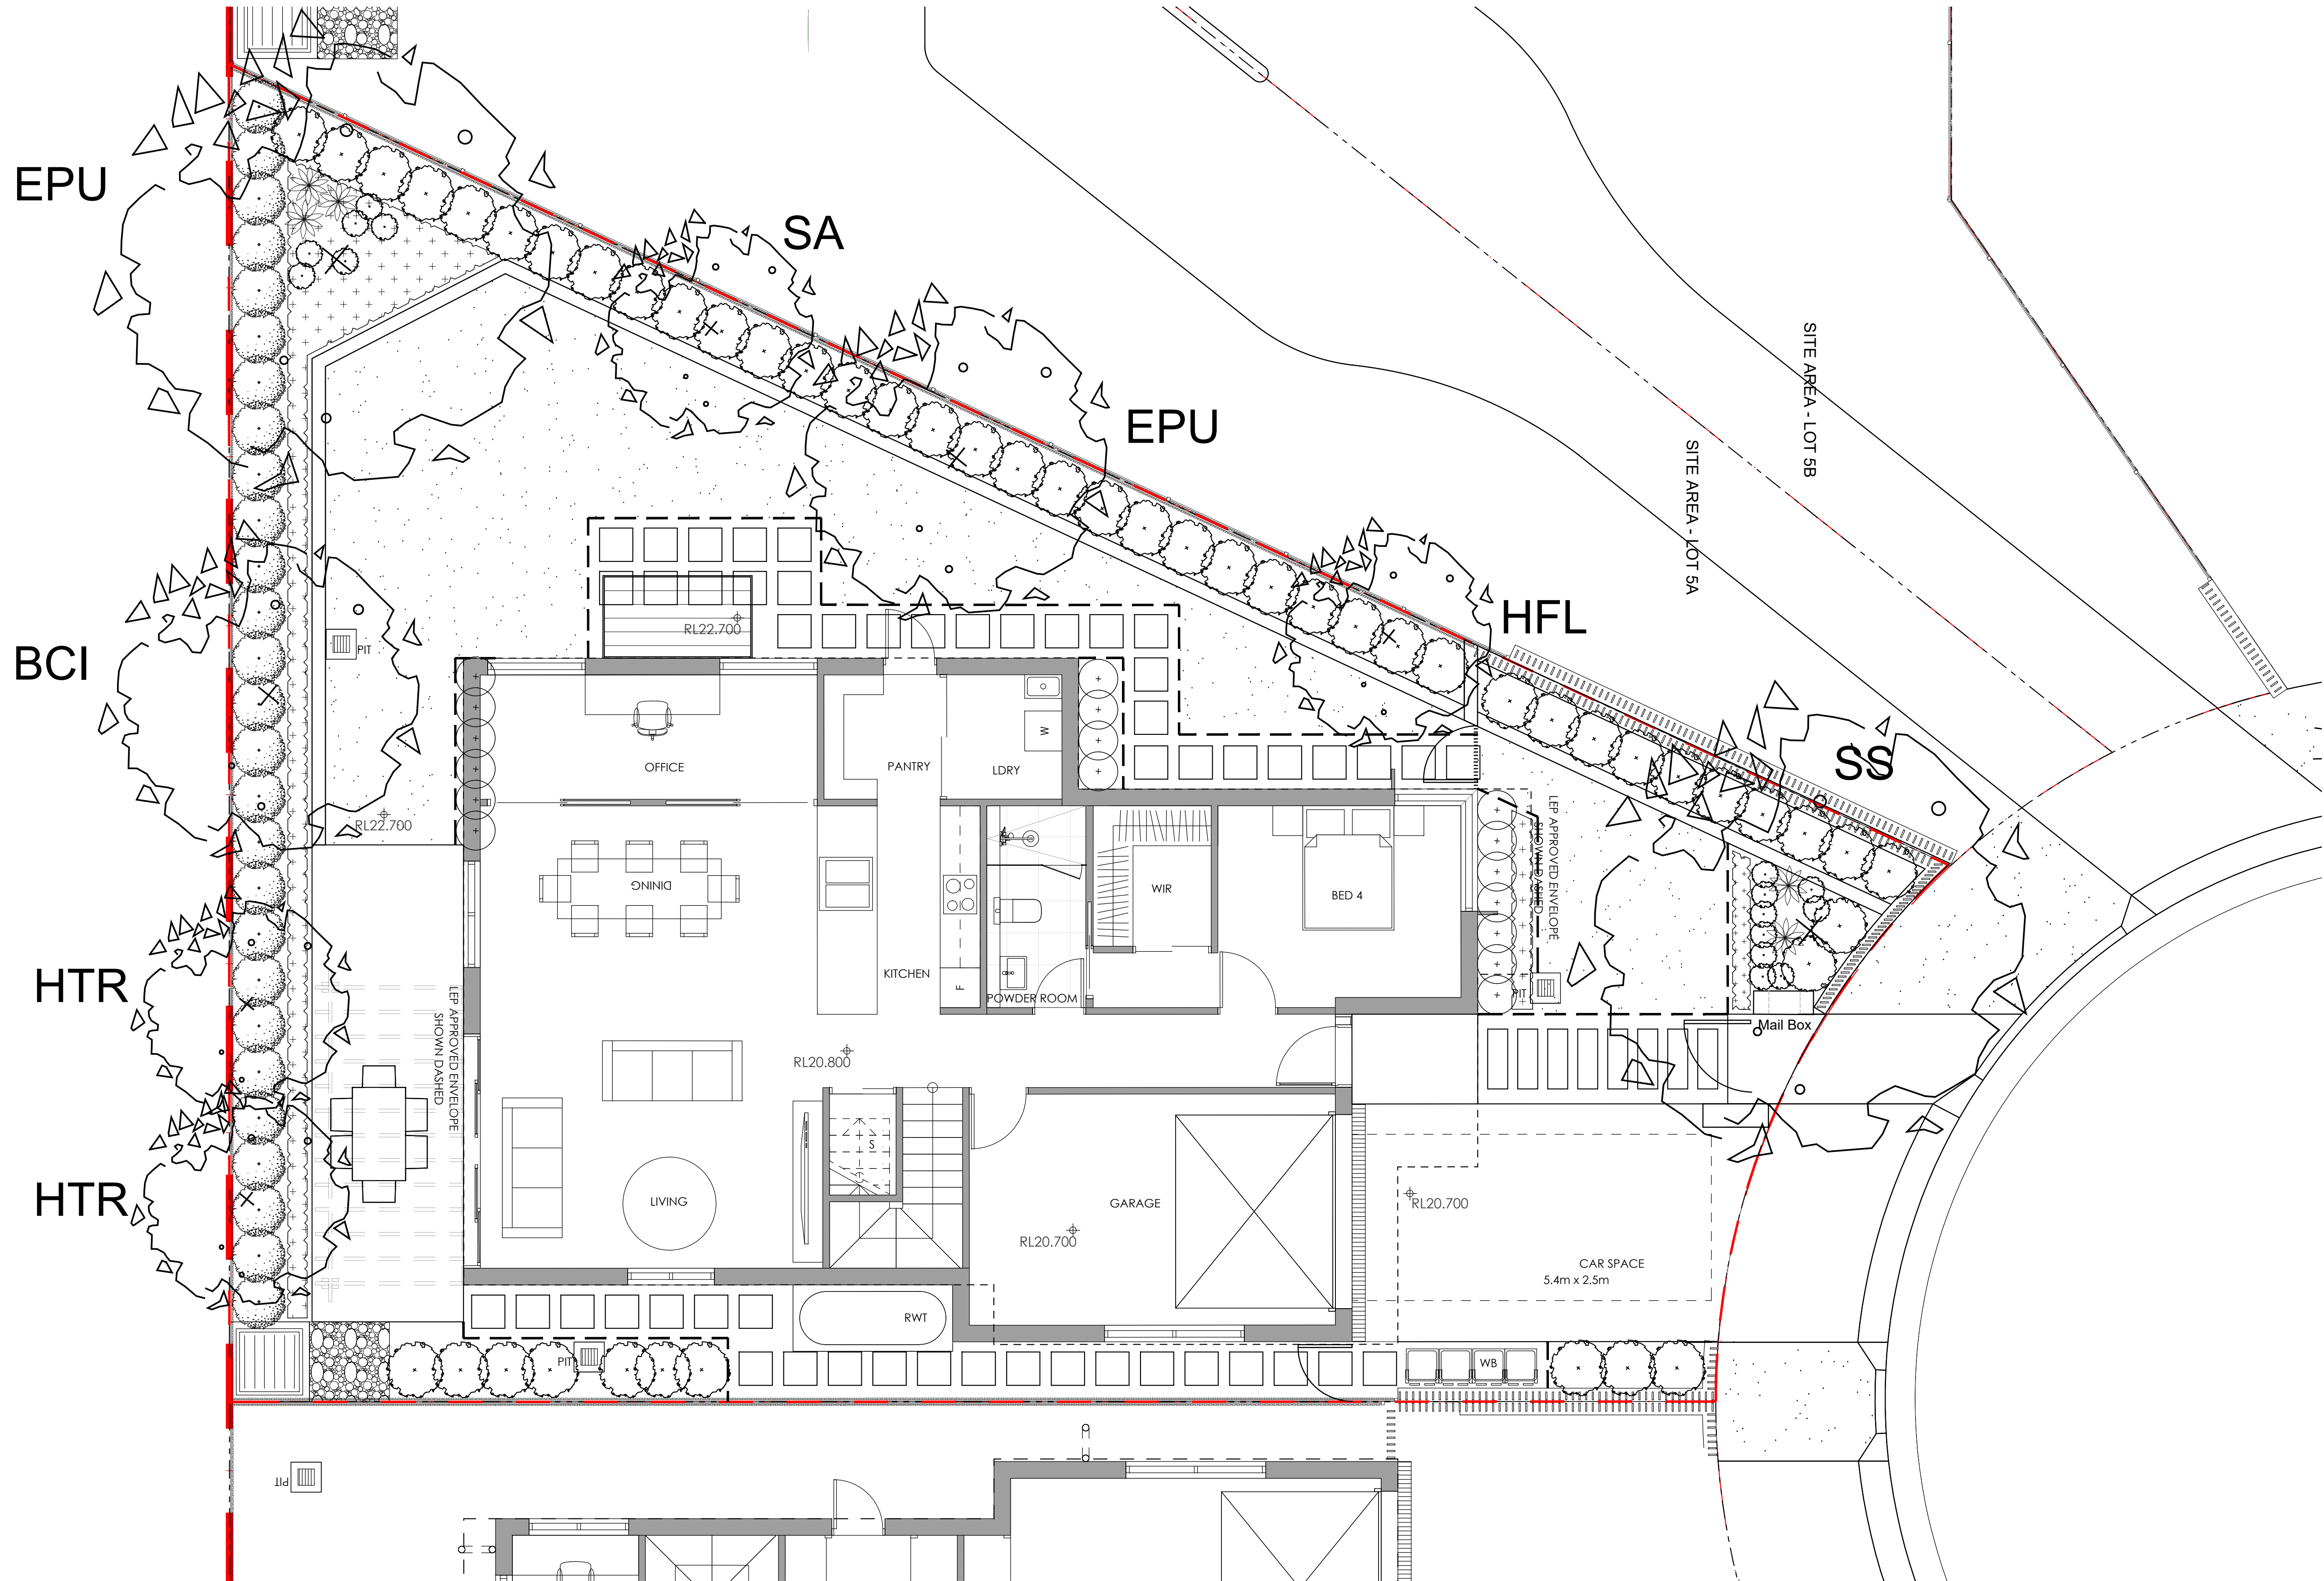 EPU
SA
EPU
SITE AREA - LOT 5B
SITE AREA - LOT 5A
HFL
BCI
PIT
RL22.700
OFFICE
PANTRY
LDRY
W
SS
RL22.700
LEP APPROVED ENVELOPE
SHOWN DASHED
DINING
WIR
BED 4
HTR
KITCHEN
F
POWDER ROOM
PIT
Mail Box
LEP APPROVED ENVELOPE
SHOWN DASHED
RL20.800
S
HTR
LIVING
GARAGE
RL20.700
RL20.700
CAR SPACE
5.4m x 2.5m
RWT
PIT
WB
PIT